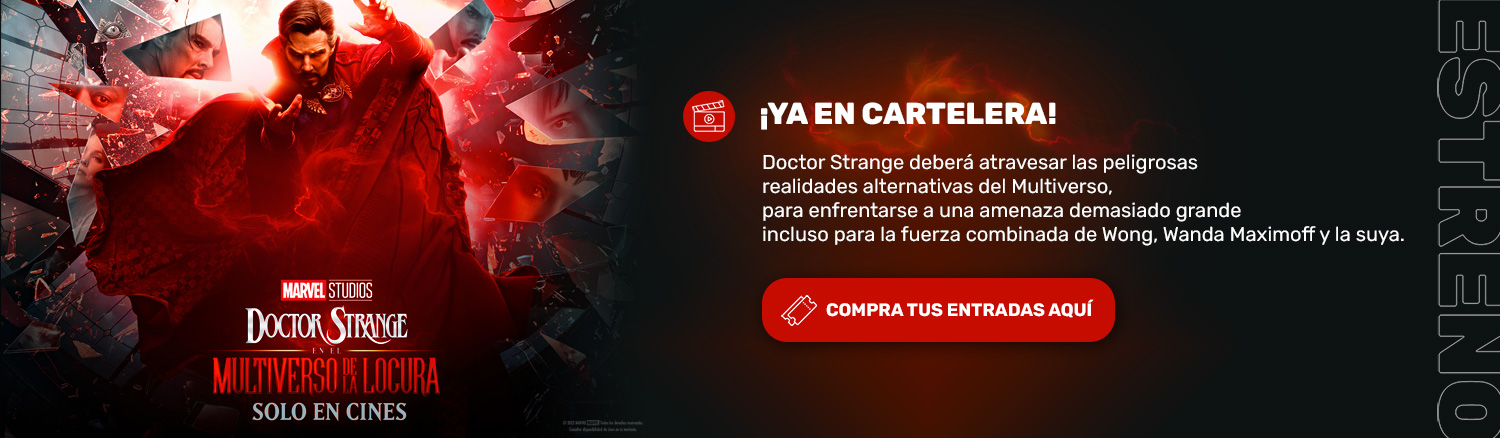 MARVEL STUDIOS
DOCTOR STRANGE
EN EL
MULTIVERSO DE LA LOCURA
SOLO EN CINES
¡YA EN CARTELERA!
Doctor Strange deberá atravesar las peligrosas
realidades alternativas del Multiverso,
para enfrentarse a una amenaza demasiado grande
incluso para la fuerza combinada de Wong, Wanda Maximoff y la suya.
COMPRA TUS ENTRADAS AQUÍ
ESTRENO